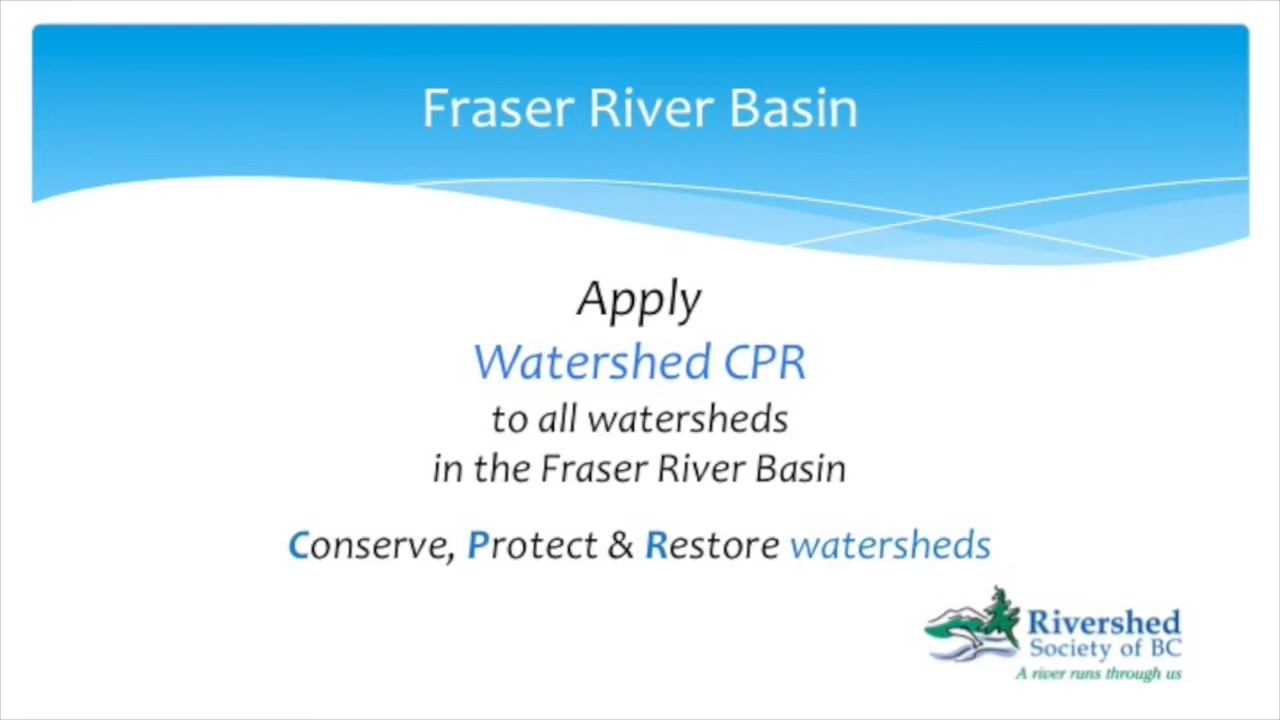 Fraser River Basin
Apply
Watershed CPR
to all watersheds
in the Fraser River Basin
Conserve, Protect & Restore watersheds
Rivershed
Society of BC
A river runs through us